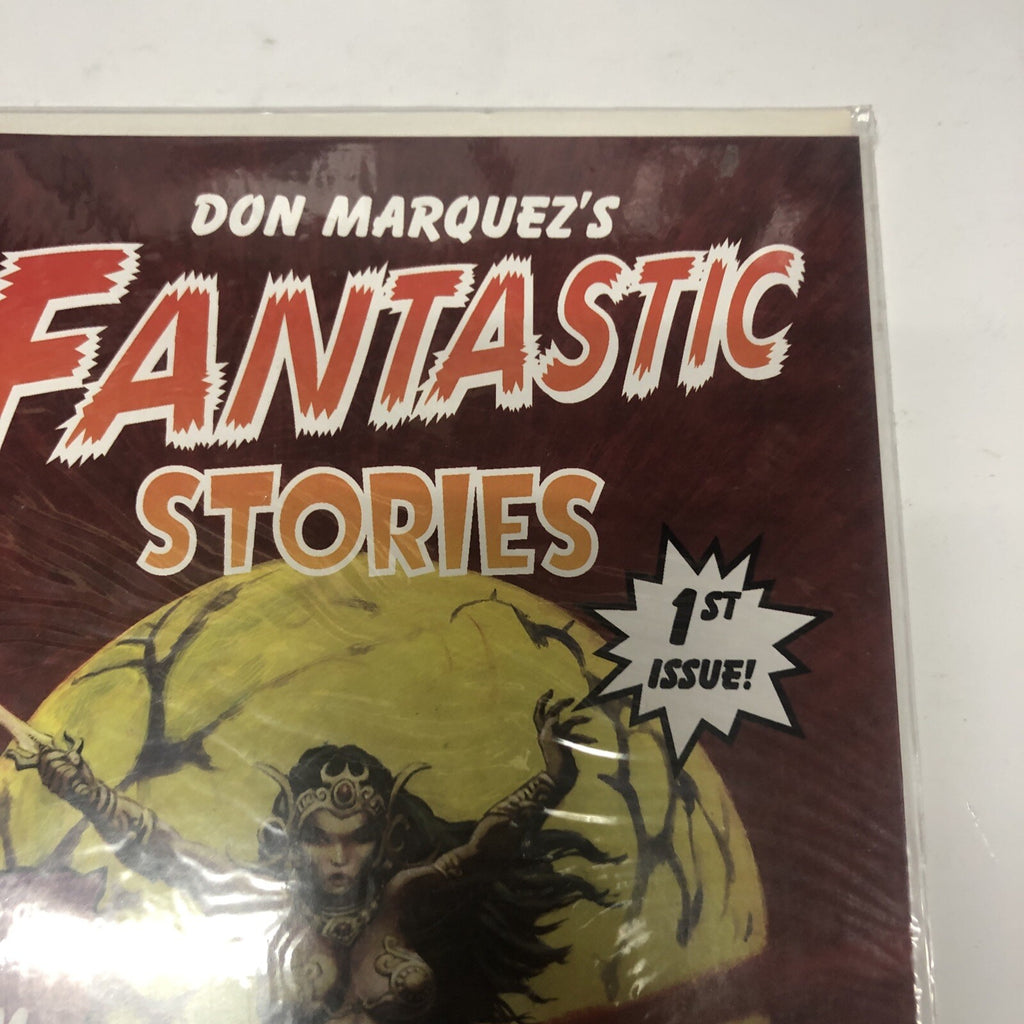 DON MARQUEZ'S
FANTASTIC
STORIES
1ST
ISSUE!